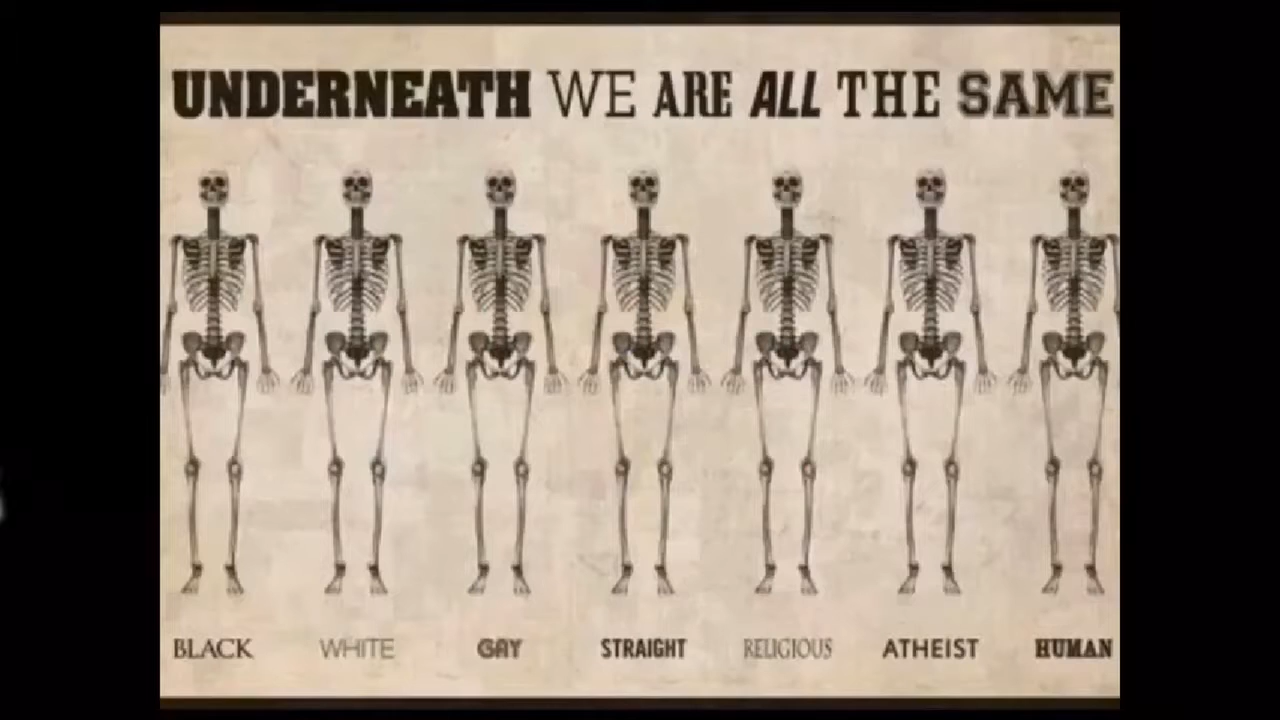 UNDERNEATH WE ARE ALL THE SAME
BLACK WHITE GAY STRAIGHT RELIGIOUS ATHEIST HUMAN